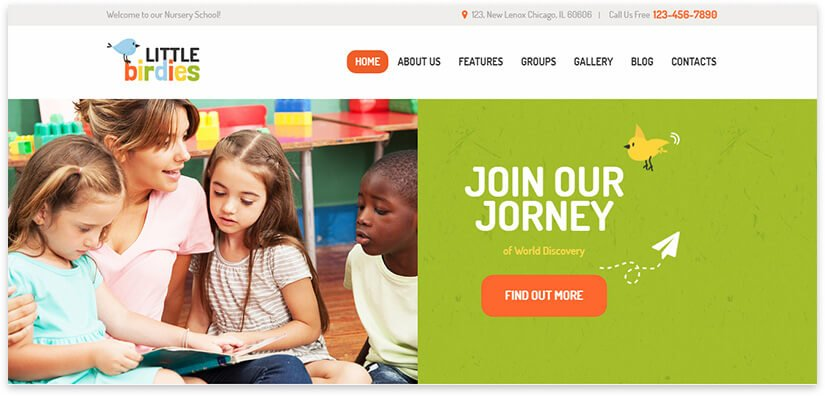 Welcome to our Nursery School!
123, New Lenox Chicago, IL 60606 | Call Us Free 123-456-7890
LITTLE
birdies
HOME ABOUT US FEATURES GROUPS GALLERY BLOG CONTACTS
JOIN OUR
JORNEY
of World Discovery
FIND OUT MORE